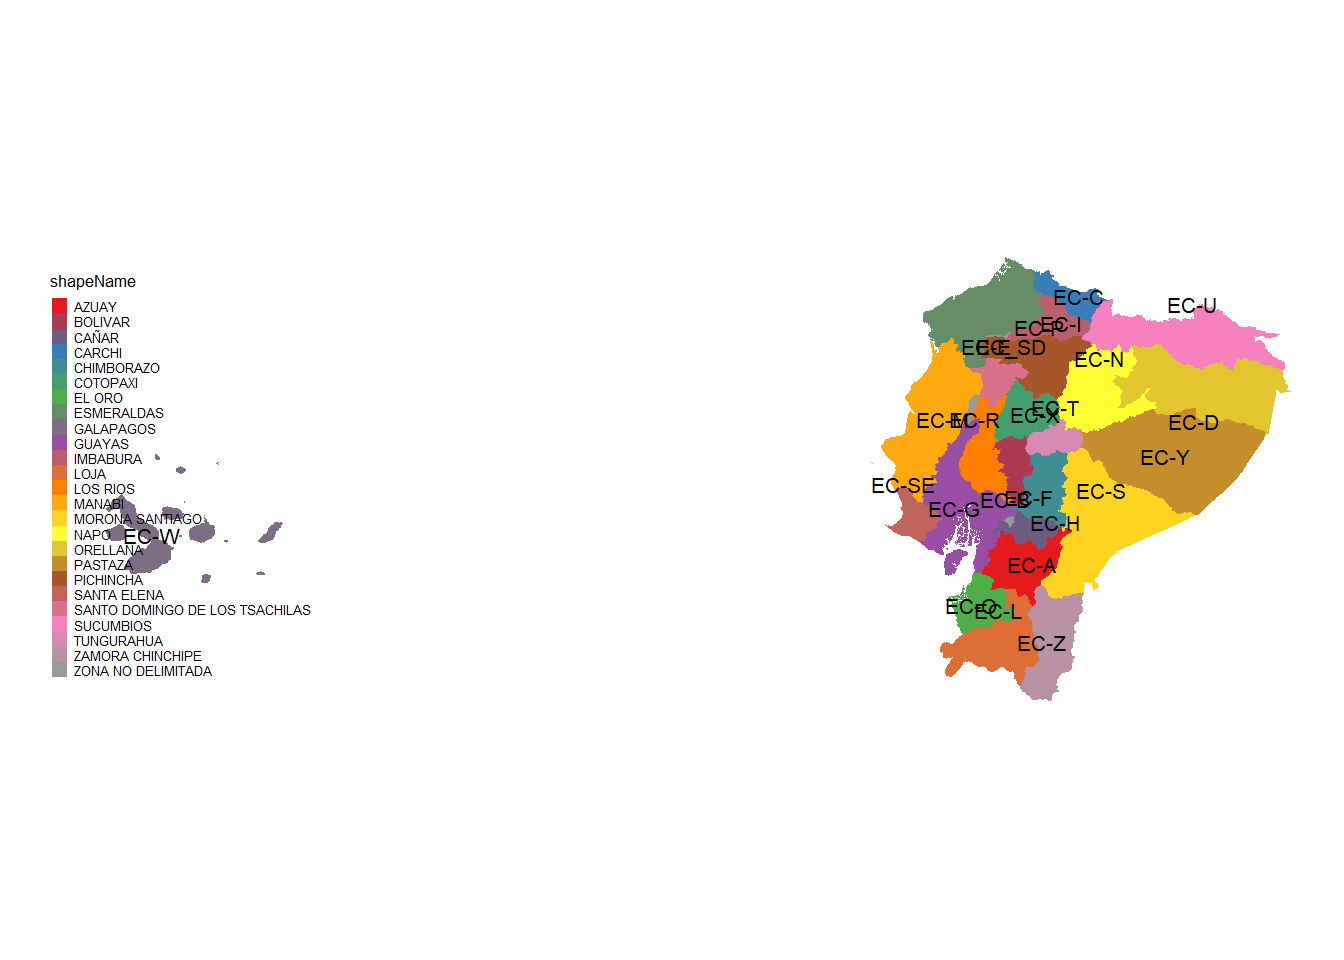 shapeName
AZUAY
BOLIVAR
CAÑAR
CARCHI
CHIMBORAZO
COTOPAXI
EL ORO
ESMERALDAS
GALAPAGOS
GUAYAS
IMBABURA
LOJA
LOS RIOS
MANABI
MORONA SANTIAGO
NAPO
ORELLANA
PASTAZA
PICHINCHA
SANTA ELENA
SANTO DOMINGO DE LOS TSACHILAS
SUCUMBIOS
TUNGURAHUA
ZAMORA CHINCHIPE
ZONA NO DELIMITADA
EC-W
EC-C
EC-U
EC-I
EC-P
EC-E
EC_SD
EC-N
EC-T
EC-X
EC-M
EC-R
EC-D
EC-Y
EC-SE
EC-S
EC-F
EC-B
EC-G
EC-H
EC-A
EC-O
EC-L
EC-Z